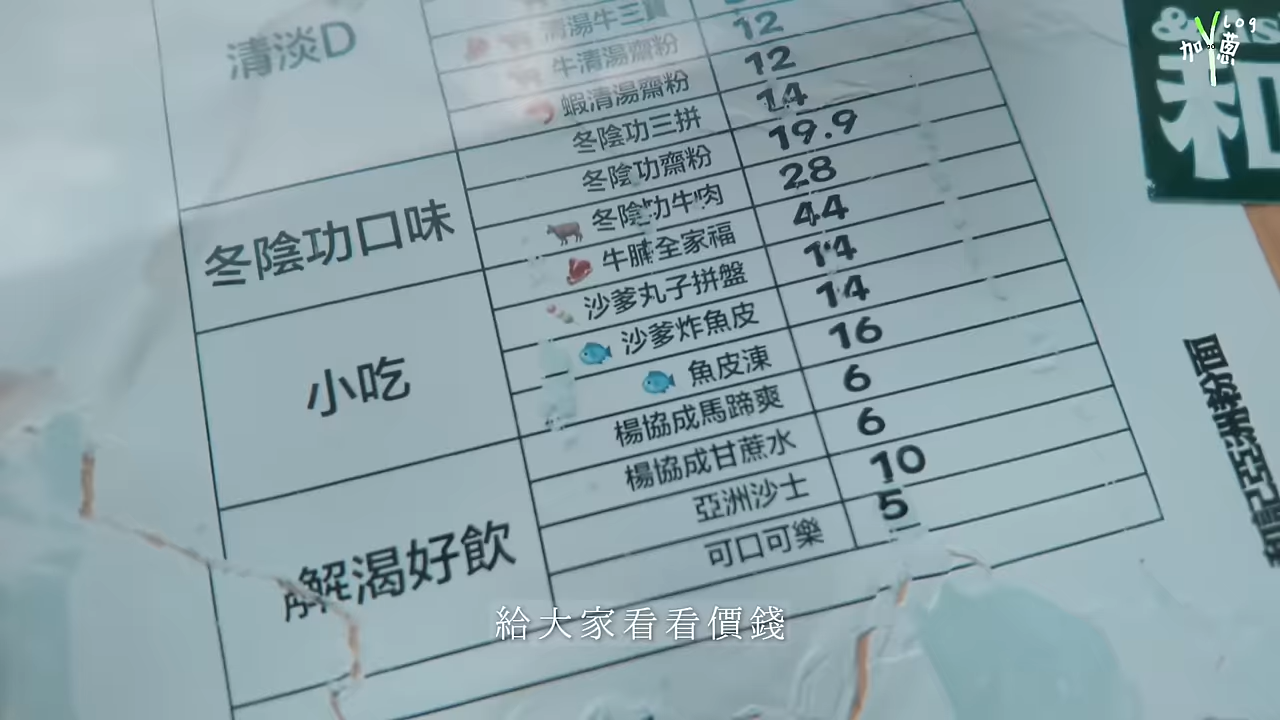 清淡D
清湯牛三寶
牛清湯齋粉 12
蝦清湯齋粉 12
冬陰功口味
冬陰功三拼 14
冬陰功齋粉 19.9
冬陰功牛肉 28
小吃
牛腩全家福 44
沙爹丸子拼盤 14
沙爹炸魚皮 14
魚皮凍 16
解渴好飲
楊協成馬蹄爽 6
楊協成甘蔗水 6
亞洲沙士 10
可口可樂 5
亞洲粉面
加蔥
Vlog
給大家看看價錢